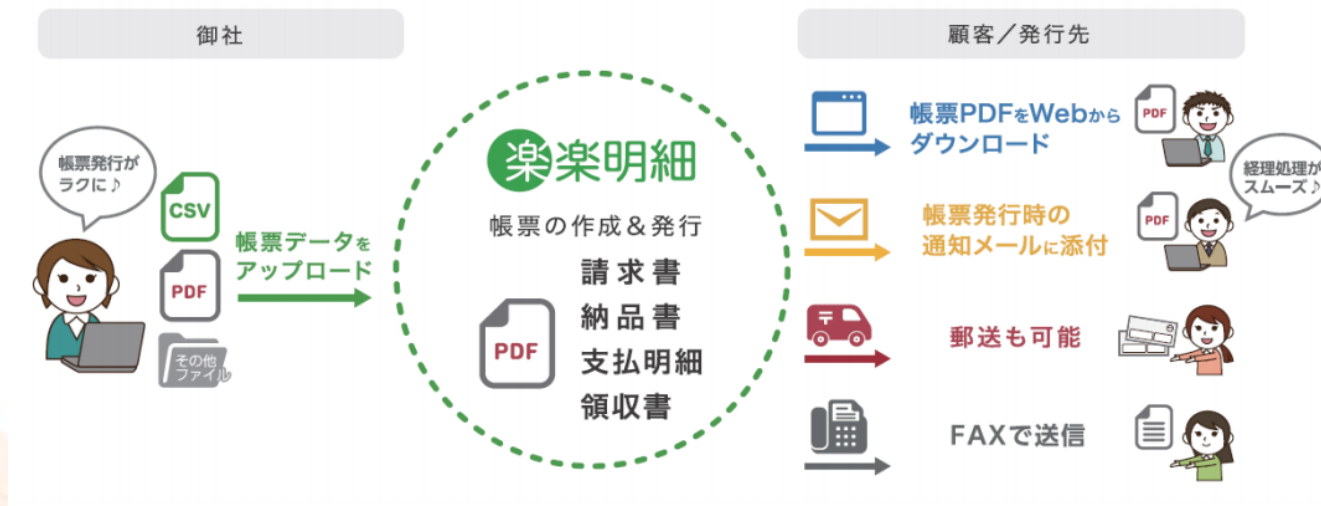 御社
顧客／発行先
帳票発行が
ラクに♪
CSV
PDF
その他
ファイル
帳票データを
アップロード
楽楽明細
帳票の作成＆発行
PDF
請求書
納品書
支払明細
領収書
帳票PDFをWebから
ダウンロード
PDF
経理処理が
スムーズ♪
帳票発行時の
通知メールに添付
PDF
郵送も可能
FAXで送信